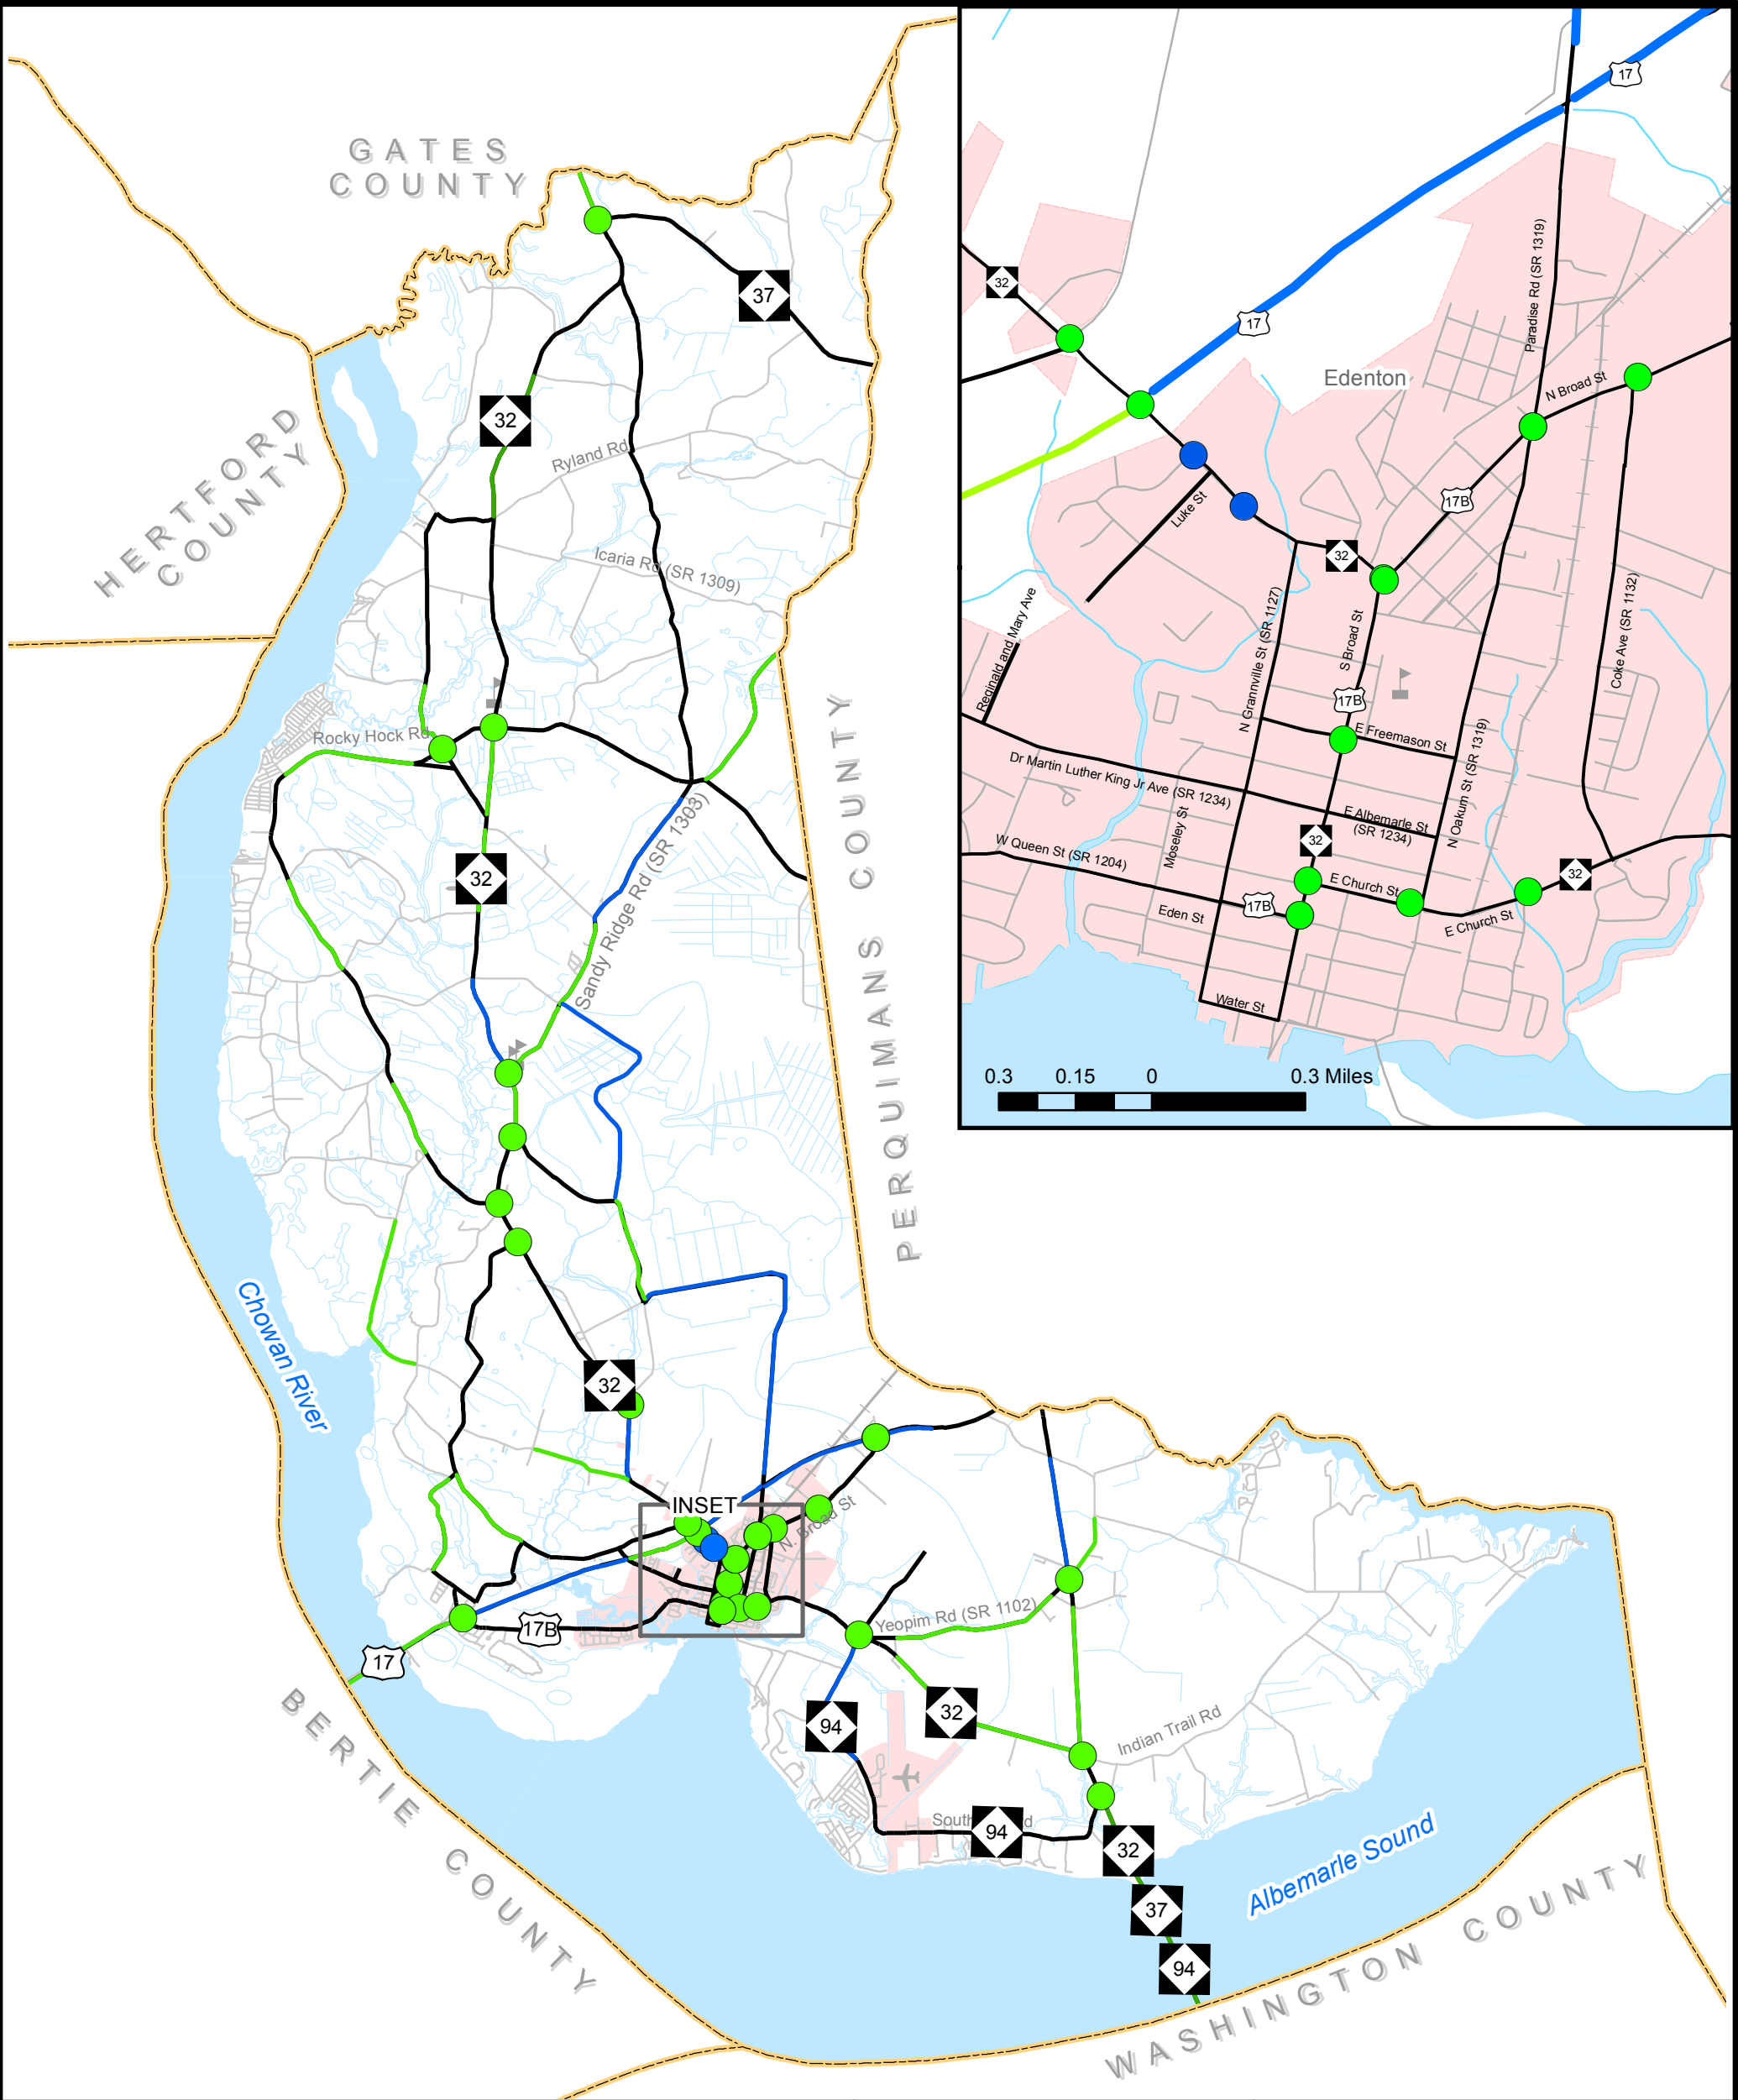 GATES
COUNTY
37
32
HERTFORD
COUNTY
Ryland Rd
Icaria Rd (SR 1309)
Rocky Hock Rd
32
Sandy Ridge Rd (SR 1303)
PERQUIMANS COUNTY
Chowan River
32
INSET
N. Broad St
17B
17
Yeopim Rd (SR 1102)
32
94
Indian Trail Rd
94
32
37
94
BERTIE COUNTY
Albemarle Sound
WASHINGTON COUNTY
17
32
17
Edenton
Paradise Rd (SR 1319)
N Broad St
17B
Luke St
32
Reginald and Mary Ave
N Grannville St (SR 1127)
S Broad St
Coke Ave (SR 1132)
17B
E Freemason St
Dr Martin Luther King Jr Ave (SR 1234)
N Oakum St (SR 1319)
Moseley St
E Albemarle St
(SR 1234)
32
W Queen St (SR 1204)
E Church St
32
17B
Eden St
E Church St
Water St
0.3 0.15 0 0.3 Miles